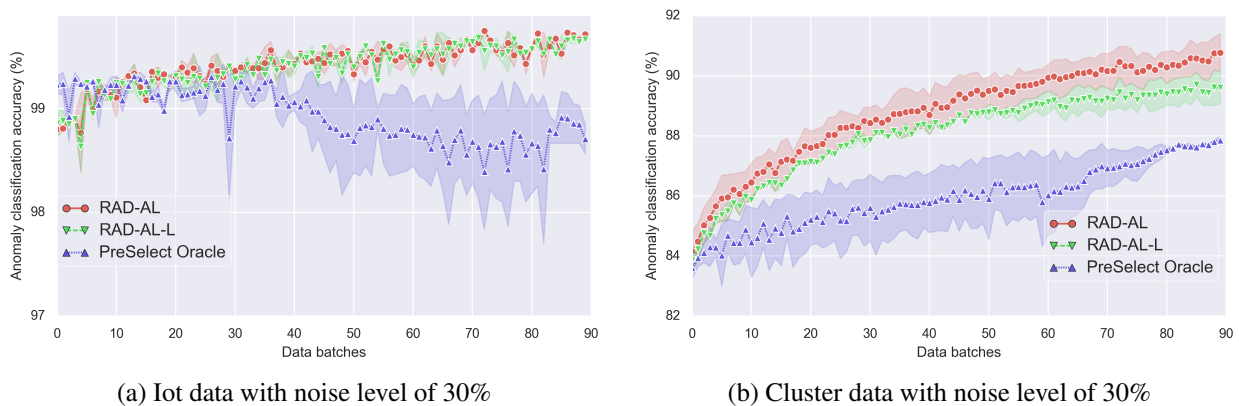 Anomaly classification accuracy (%)
99
98
97
RAD-AL
RAD-AL-L
PreSelect Oracle
0 10 20 30 40 50 60 70 80 90
Data batches
(a) Iot data with noise level of 30%
Anomaly classification accuracy (%)
92
90
88
86
84
82
RAD-AL
RAD-AL-L
PreSelect Oracle
0 10 20 30 40 50 60 70 80 90
Data batches
(b) Cluster data with noise level of 30%